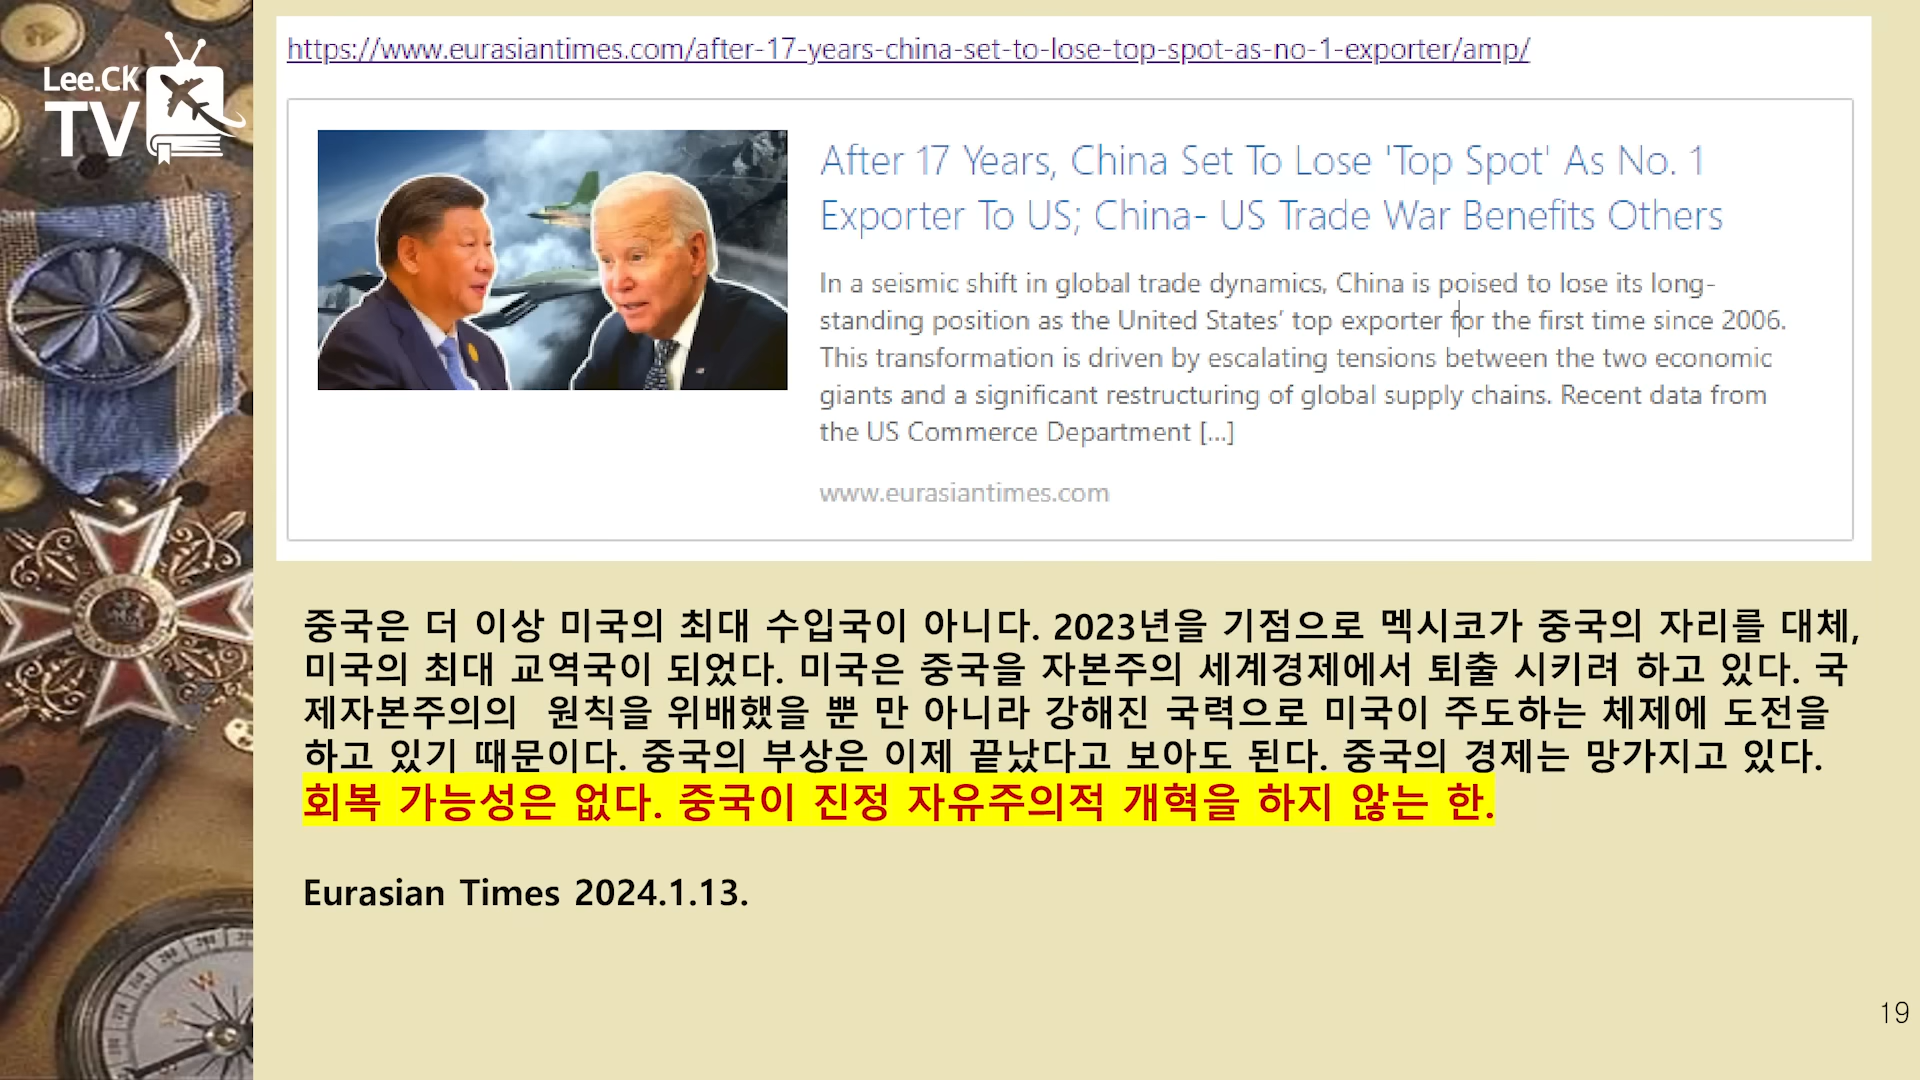 Lee.CK
TV
https://www.eurasiantimes.com/after-17-years-china-set-to-lose-top-spot-as-no-1-exporter/amp/
After 17 Years, China Set To Lose 'Top Spot' As No. 1
Exporter To US; China- US Trade War Benefits Others
In a seismic shift in global trade dynamics, China is poised to lose its long-
standing position as the United States’ top exporter for the first time since 2006.
This transformation is driven by escalating tensions between the two economic
giants and a significant restructuring of global supply chains. Recent data from
the US Commerce Department [...]
www.eurasiantimes.com
중국은 더 이상 미국의 최대 수입국이 아니다. 2023년을 기점으로 멕시코가 중국의 자리를 대체,
미국의 최대 교역국이 되었다. 미국은 중국을 자본주의 세계경제에서 퇴출 시키려 하고 있다. 국
제자본주의의 원칙을 위배했을 뿐 만 아니라 강해진 국력으로 미국이 주도하는 체제에 도전을
하고 있기 때문이다. 중국의 부상은 이제 끝났다고 보아도 된다. 중국의 경제는 망가지고 있다.
회복 가능성은 없다. 중국이 진정 자유주의적 개혁을 하지 않는 한.
Eurasian Times 2024.1.13.
W
19